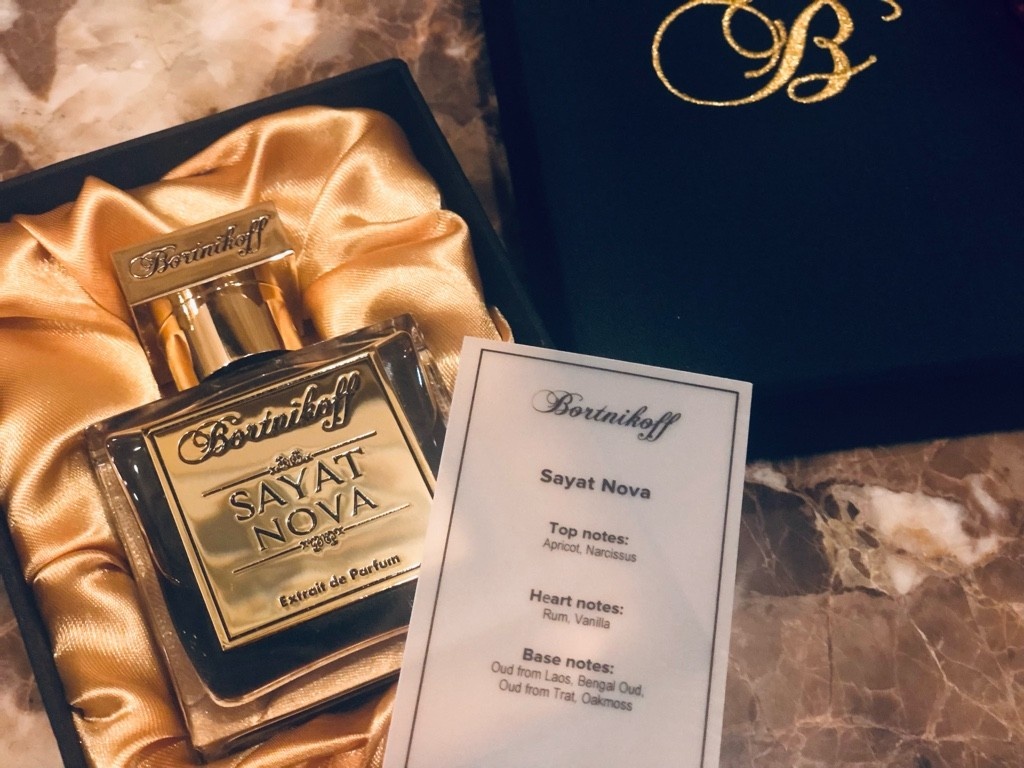 B
Bortnikoff
Bortnikoff
SAYAT
NOVA
Extrait de Parfum
Bortnikoff
Sayat Nova
Top notes:
Apricot, Narcissus
Heart notes:
Rum, Vanilla
Base notes:
Oud from Laos, Bengal Oud,
Oud from Trat, Oakmoss